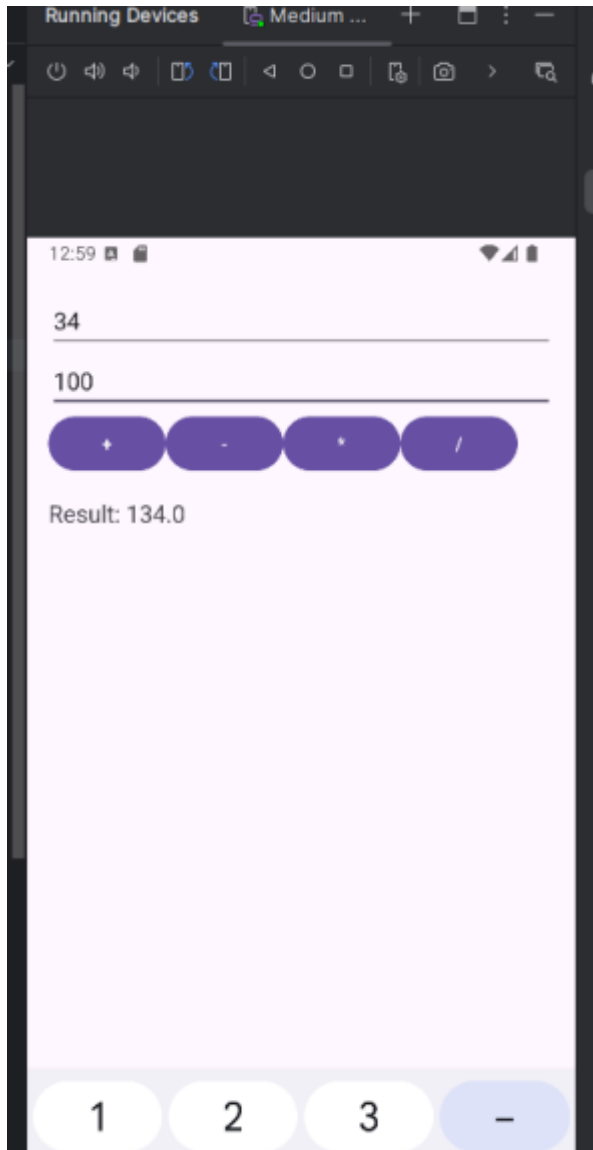 Running Devices Medium ...
12:59
34
100
+ - * /
Result: 134.0
1 2 3 −